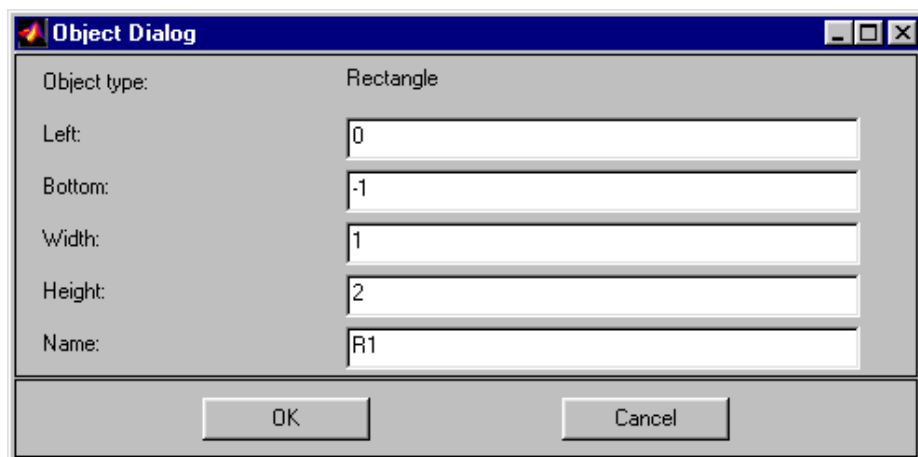 Object Dialog
Object type: Rectangle
Left: 0
Bottom: -1
Width: 1
Height: 2
Name: R1
OK Cancel